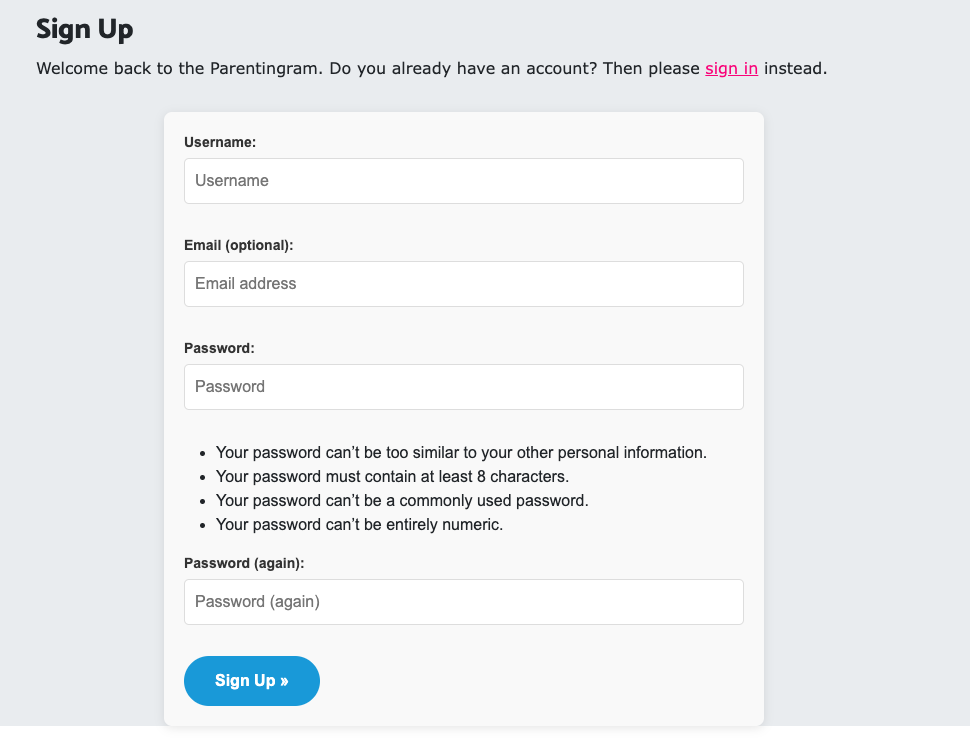 Sign Up
Welcome back to the Parentingram. Do you already have an account? Then please sign in instead.
Username:
Username
Email (optional):
Email address
Password:
Password
• Your password can’t be too similar to your other personal information.
• Your password must contain at least 8 characters.
• Your password can’t be a commonly used password.
• Your password can’t be entirely numeric.
Password (again):
Password (again)
Sign Up »